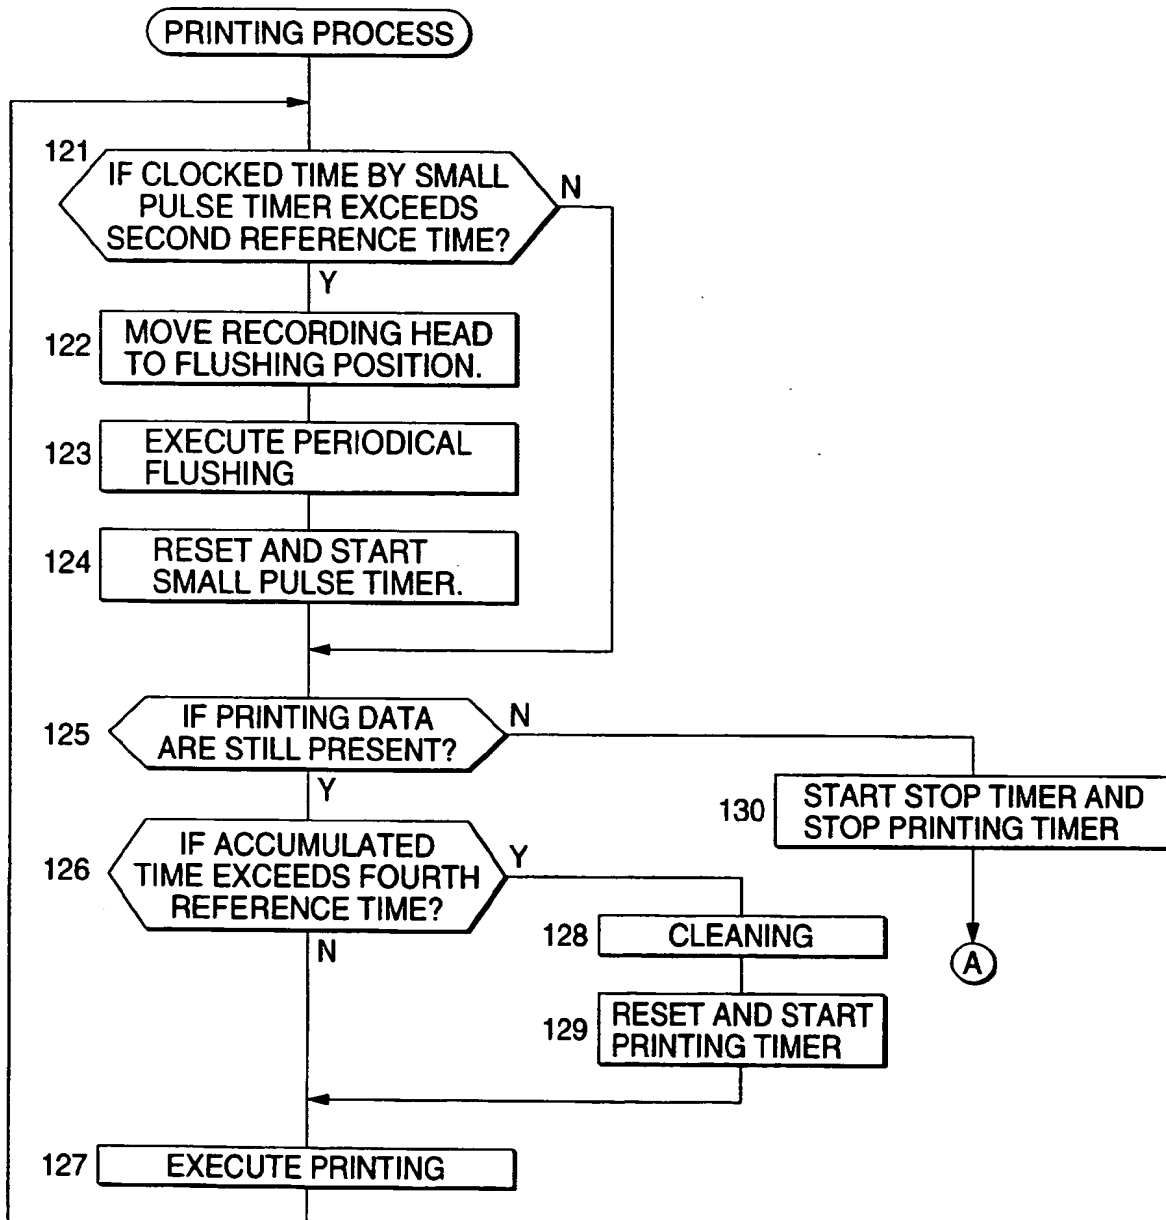 PRINTING PROCESS
121
IF CLOCKED TIME BY SMALL
PULSE TIMER EXCEEDS
SECOND REFERENCE TIME?
N
Y
122
MOVE RECORDING HEAD
TO FLUSHING POSITION.
123
EXECUTE PERIODICAL
FLUSHING
124
RESET AND START
SMALL PULSE TIMER.
125
IF PRINTING DATA
ARE STILL PRESENT?
N
Y
130
START STOP TIMER AND
STOP PRINTING TIMER
A
126
IF ACCUMULATED
TIME EXCEEDS FOURTH
REFERENCE TIME?
Y
N
128
CLEANING
129
RESET AND START
PRINTING TIMER
127
EXECUTE PRINTING